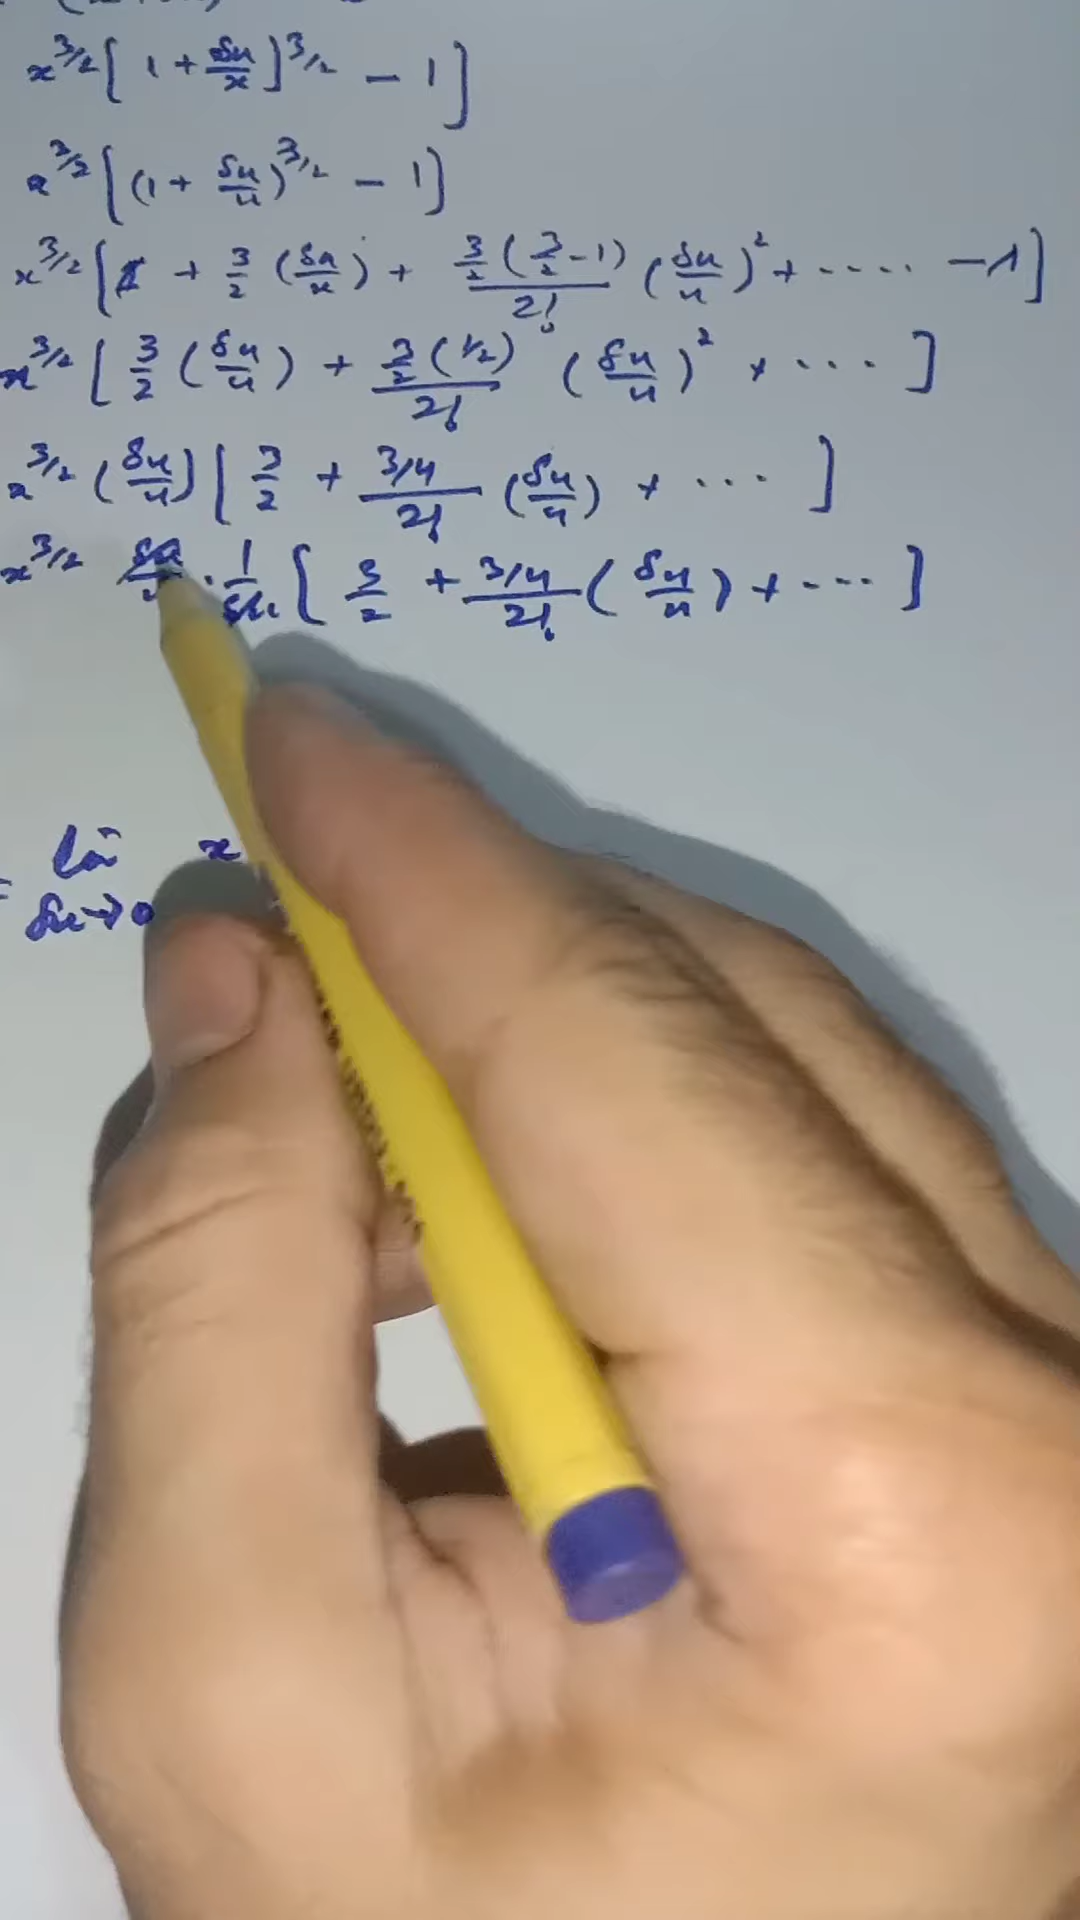 x^{3/2} [ 1 + δx/x ]^{3/2} - 1 ]
x^{3/2} [ (1 + δx/x)^{3/2} - 1 ]
x^{3/2} [ 1 + 3/2 (δx/x) + 3/2 (3/2 - 1) / 2! (δx/x)^2 + ..... - 1 ]
x^{3/2} [ 3/2 (δx/x) + 3/2 (1/2) / 2! (δx/x)^2 + ... ]
x^{3/2} (δx/x) [ 3/2 + 3/4 / 2! (δx/x) + ... ]
x^{3/2} δx/x · 1/δx [ 3/2 + 3/4 / 2! (δx/x) + ... ]
= lim δx→0 x